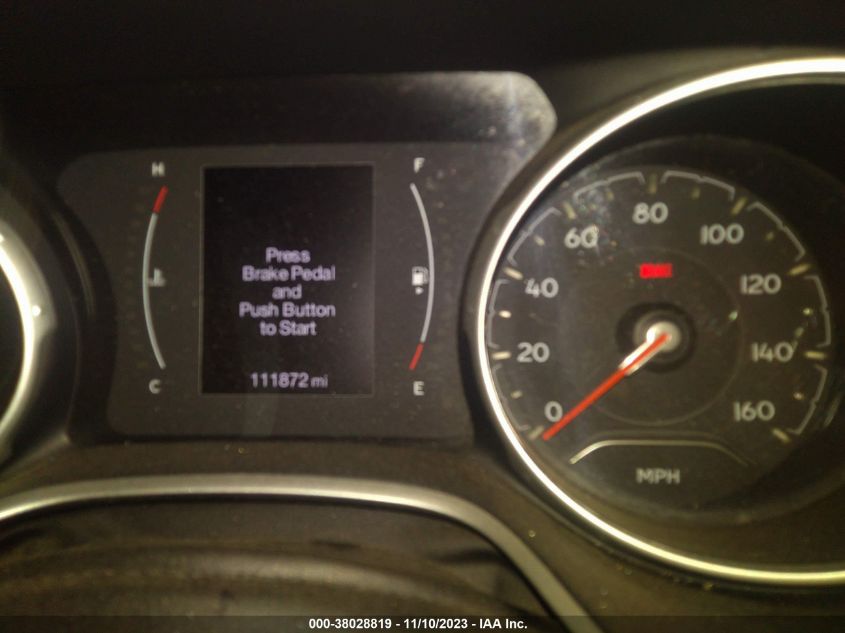 H
F
Press
Brake Pedal
and
Push Button
to Start
111872 mi
C
E
0
20
40
60
80
100
120
140
160
MPH
000-38028819 - 11/10/2023 - IAA Inc.